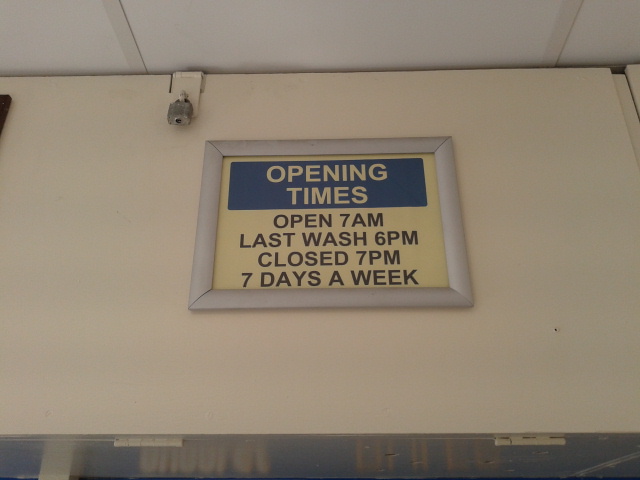 OPENING
TIMES
OPEN 7AM
LAST WASH 6PM
CLOSED 7PM
7 DAYS A WEEK